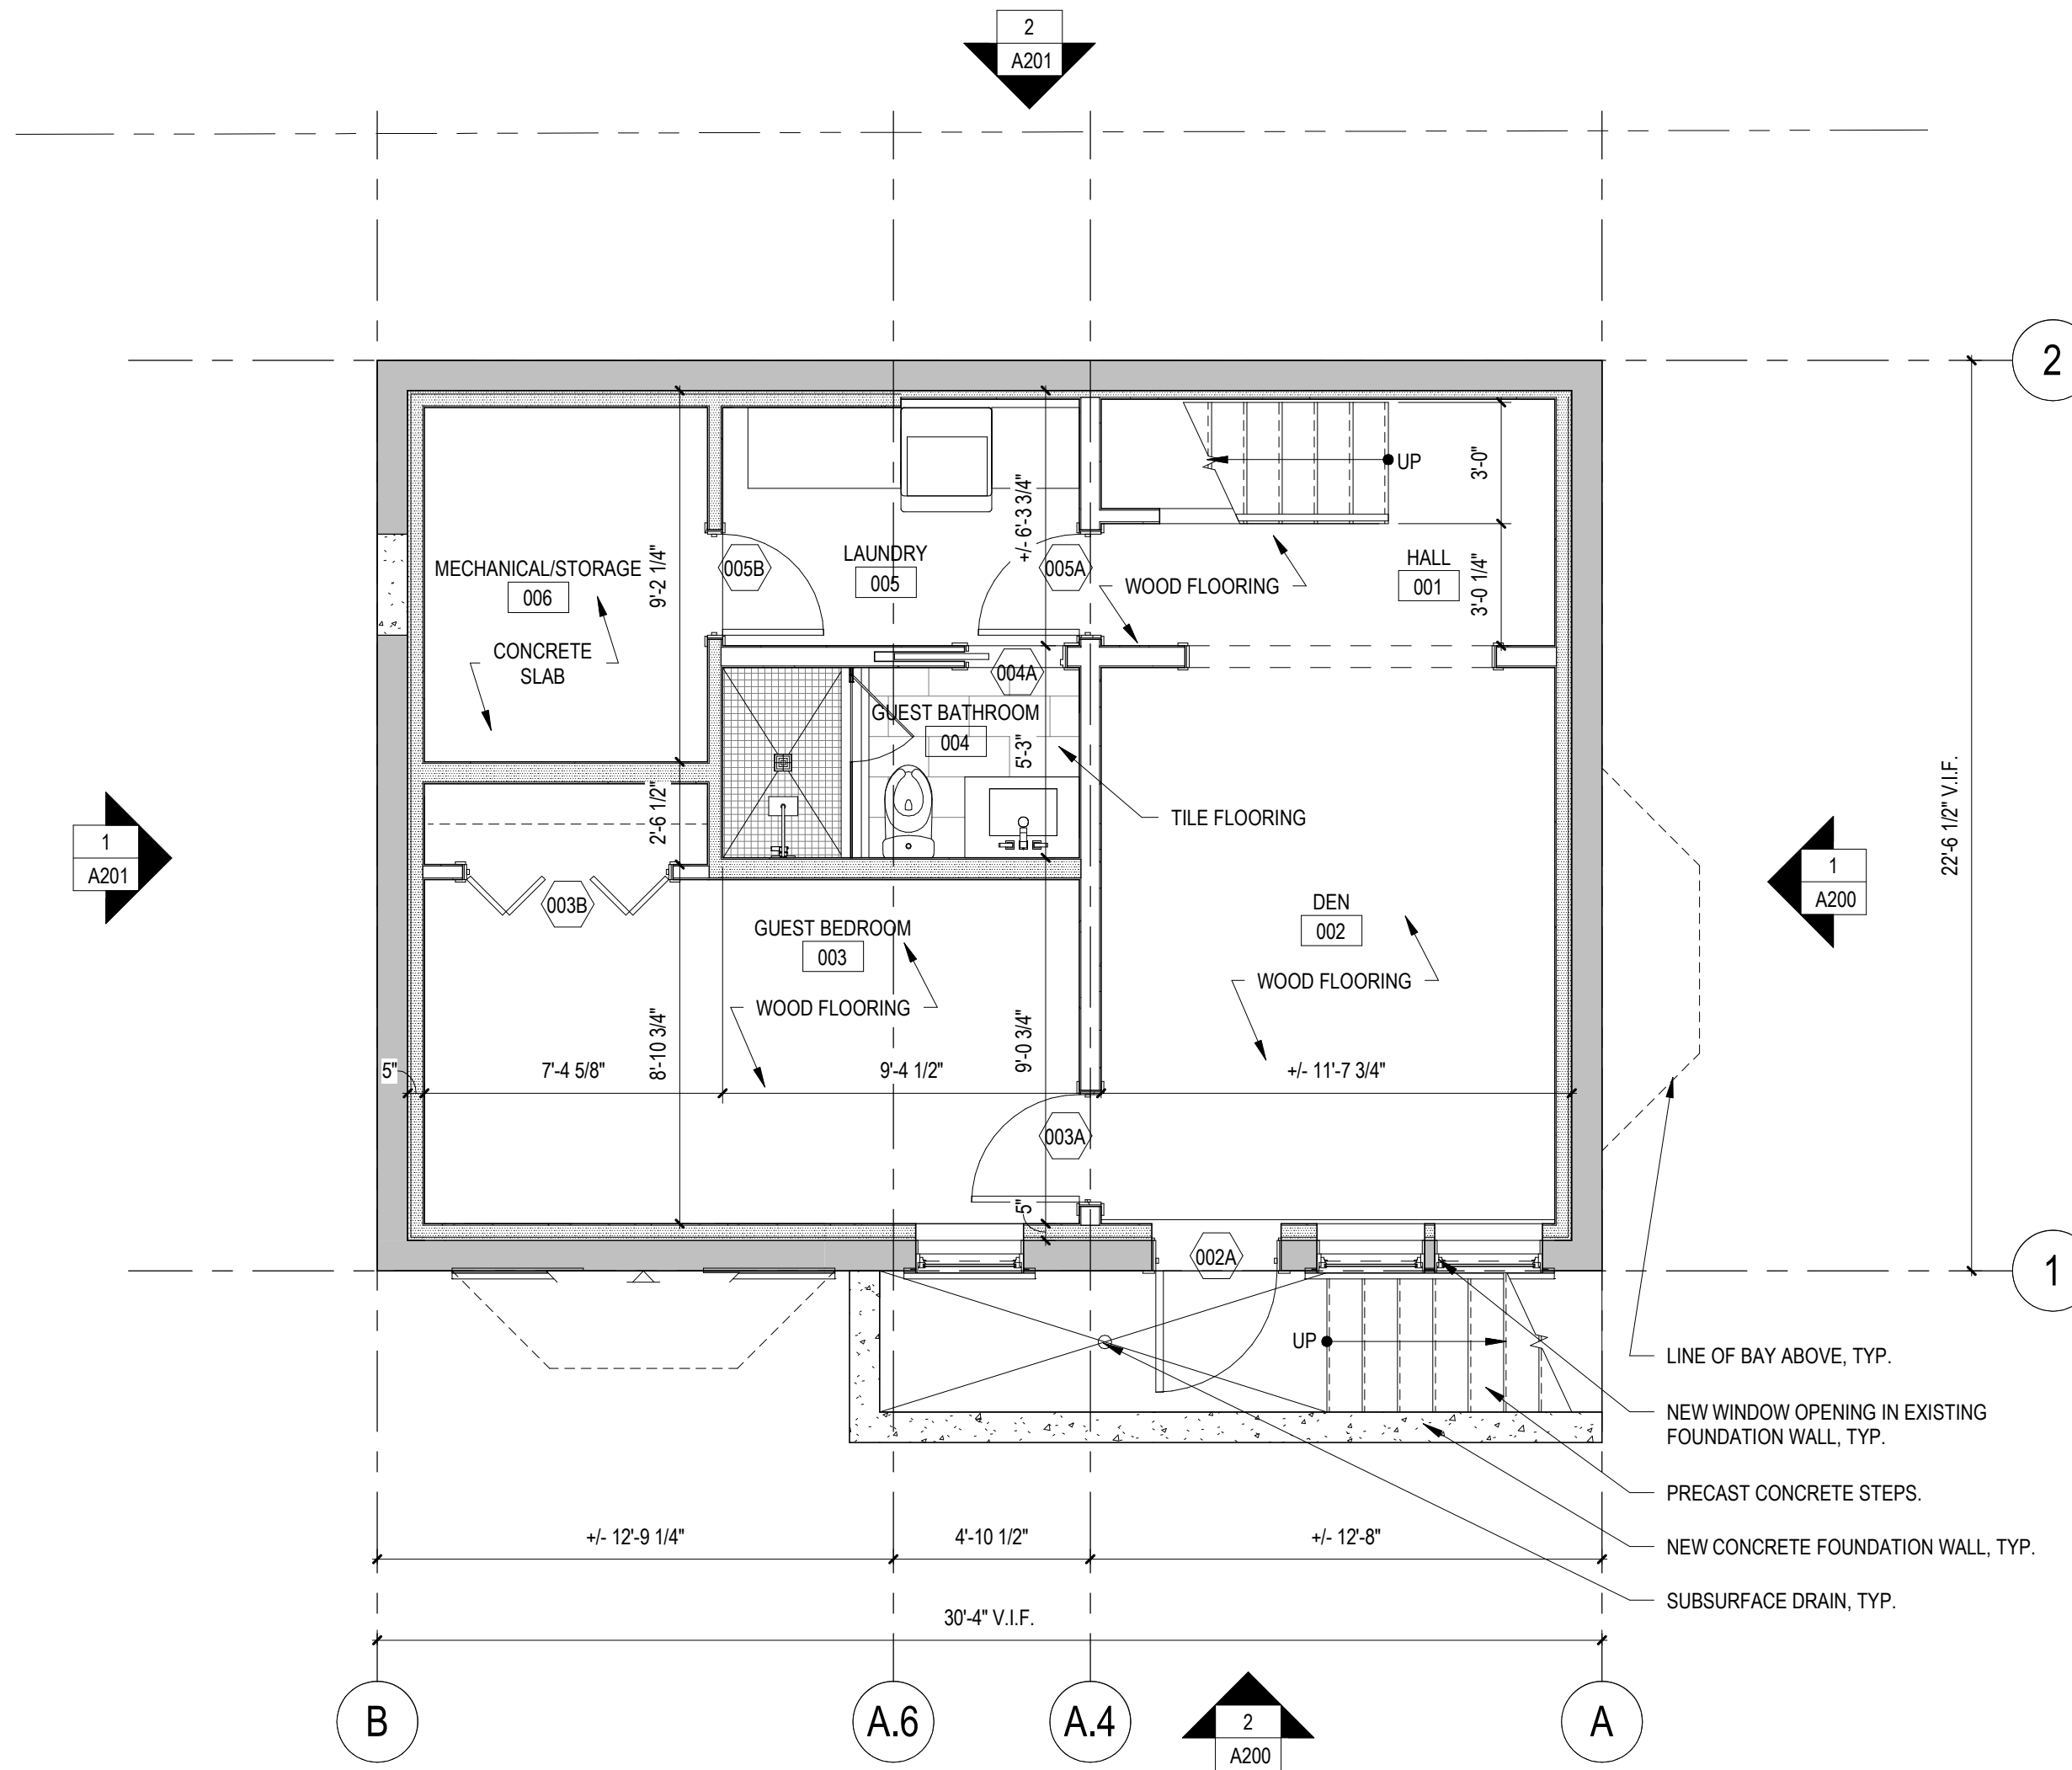 2
A201
2
UP
3'-0"
+/- 6'-3 3/4"
LAUNDRY
005
005B
005A
HALL
001
MECHANICAL/STORAGE
006
9'-2 1/4"
WOOD FLOORING
3'-0 1/4"
CONCRETE
SLAB
004A
GUEST BATHROOM
004
5'-3"
TILE FLOORING
2'-6 1/2"
22'-6 1/2" V.I.F.
1
A201
1
A200
003B
DEN
002
GUEST BEDROOM
003
WOOD FLOORING
WOOD FLOORING
8'-10 3/4"
9'-0 3/4"
5"
7'-4 5/8"
9'-4 1/2"
+/- 11'-7 3/4"
003A
5"
002A
1
UP
LINE OF BAY ABOVE, TYP.
NEW WINDOW OPENING IN EXISTING
FOUNDATION WALL, TYP.
PRECAST CONCRETE STEPS.
NEW CONCRETE FOUNDATION WALL, TYP.
SUBSURFACE DRAIN, TYP.
+/- 12'-9 1/4"
4'-10 1/2"
+/- 12'-8"
30'-4" V.I.F.
B
A.6
A.4
A
2
A200